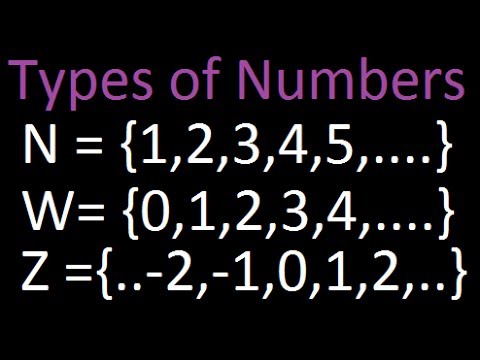 Types of Numbers
N = {1,2,3,4,5,....}
W= {0,1,2,3,4,....}
Z ={..-2,-1,0,1,2,..}